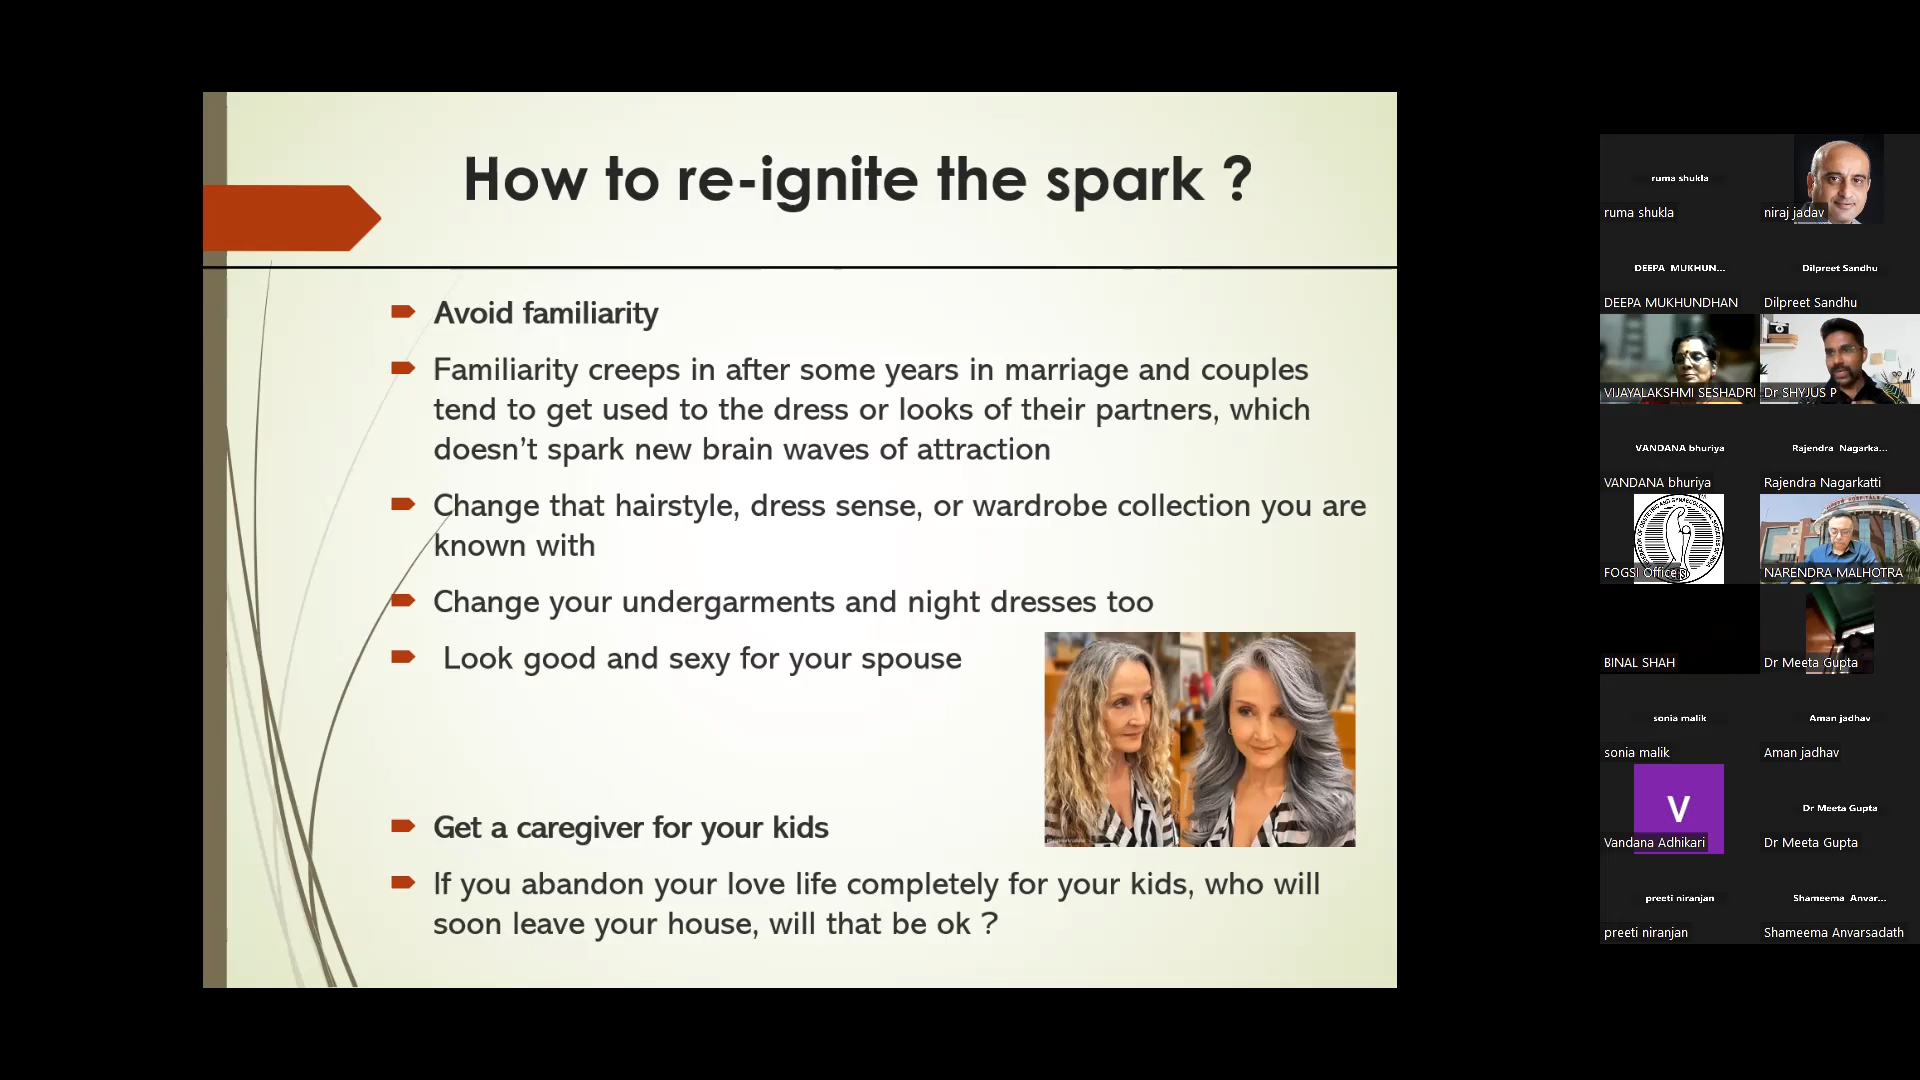 How to re-ignite the spark ?
Avoid familiarity
Familiarity creeps in after some years in marriage and couples
tend to get used to the dress or looks of their partners, which
doesn’t spark new brain waves of attraction
Change that hairstyle, dress sense, or wardrobe collection you are
known with
Change your undergarments and night dresses too
Look good and sexy for your spouse
Get a caregiver for your kids
If you abandon your love life completely for your kids, who will
soon leave your house, will that be ok ?
ruma shukla
ruma shukla
niraj jadav
DEEPA MUKHUN...
DEEPA MUKHUNDHAN
Dilpreet Sandhu
Dilpreet Sandhu
VIJAYALAKSHMI SESHADRI
Dr SHYJUS P
VANDANA bhuriya
VANDANA bhuriya
Rajendra Nagarka...
Rajendra Nagarkatti
FOGSI Office
NARENDRA MALHOTRA
BINAL SHAH
Dr Meeta Gupta
sonia malik
sonia malik
Aman jadhav
Aman jadhav
V
Vandana Adhikari
Dr Meeta Gupta
Dr Meeta Gupta
preeti niranjan
preeti niranjan
Shameema Anvar...
Shameema Anvarsadath